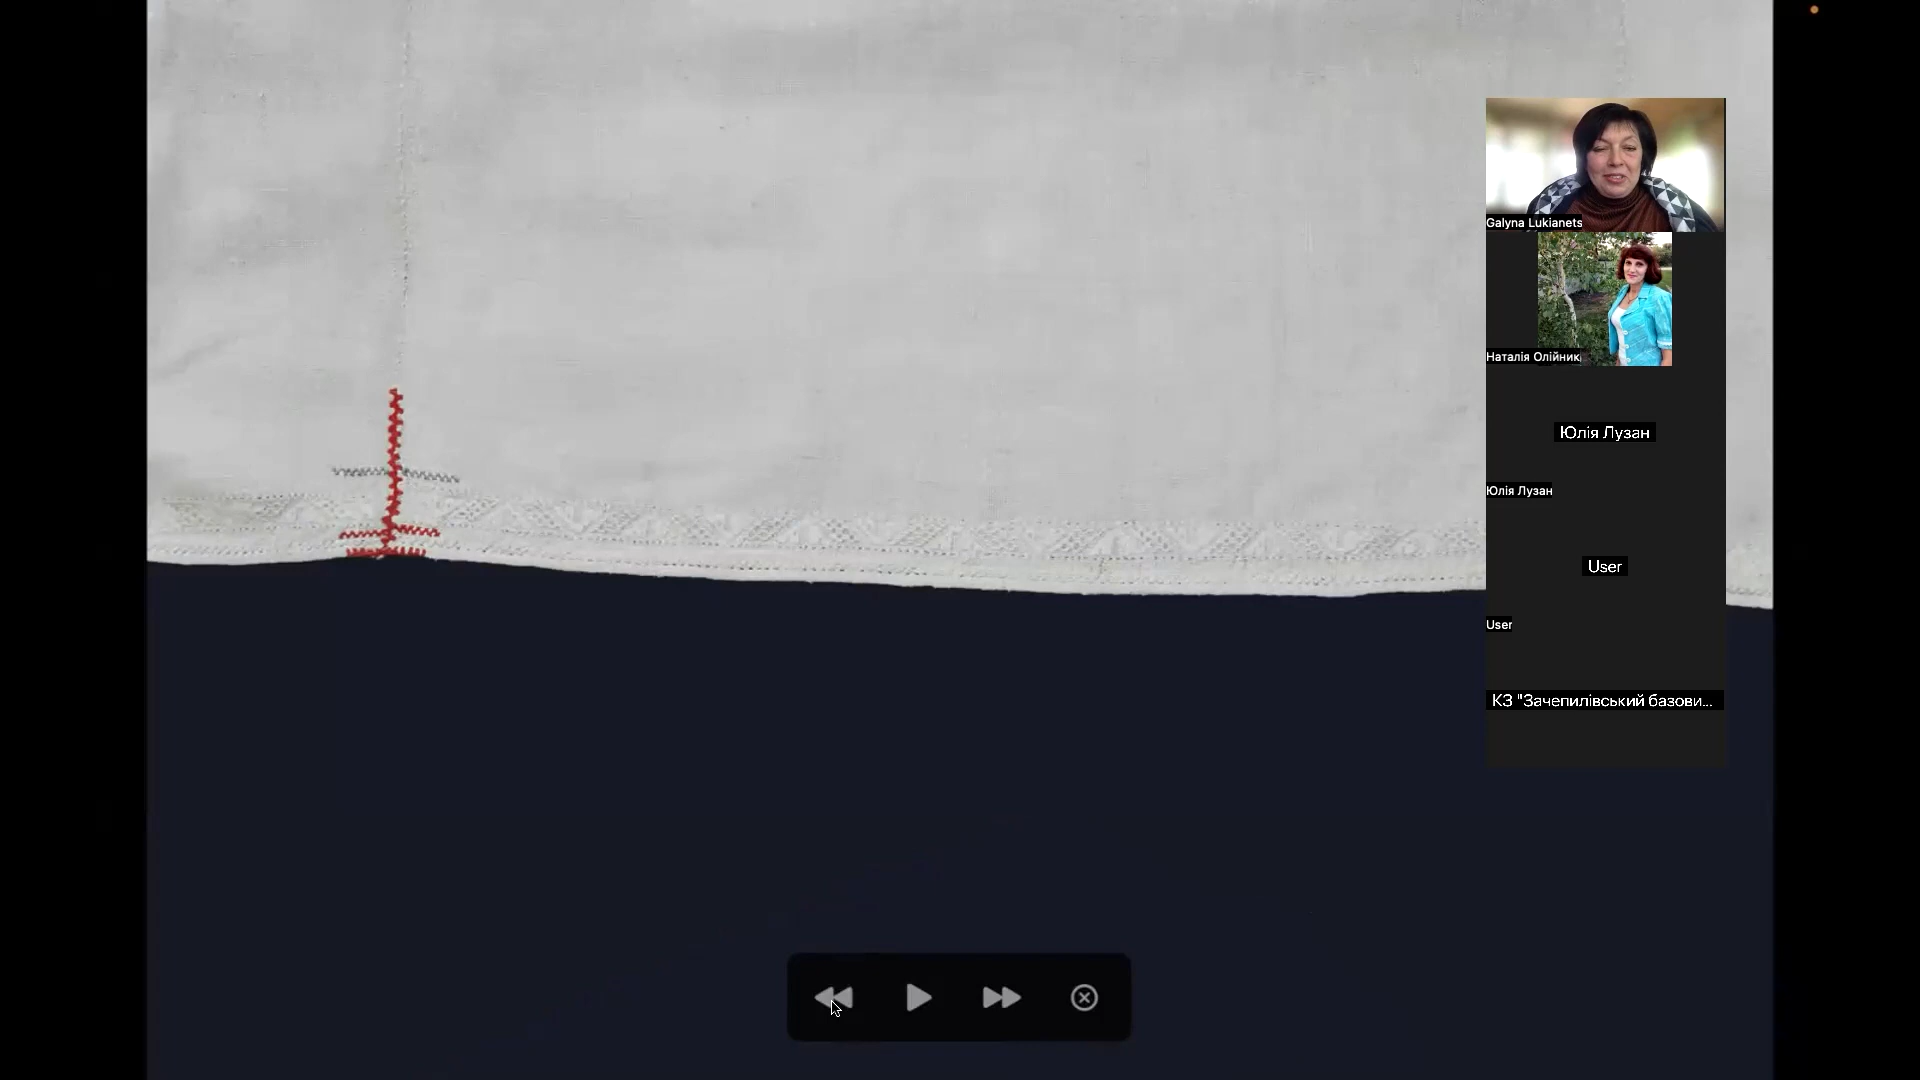 Galyna Lukianets
Наталія Олійник
Юлія Лузан
Юлія Лузан
User
User
КЗ "Зачепилівський базови...